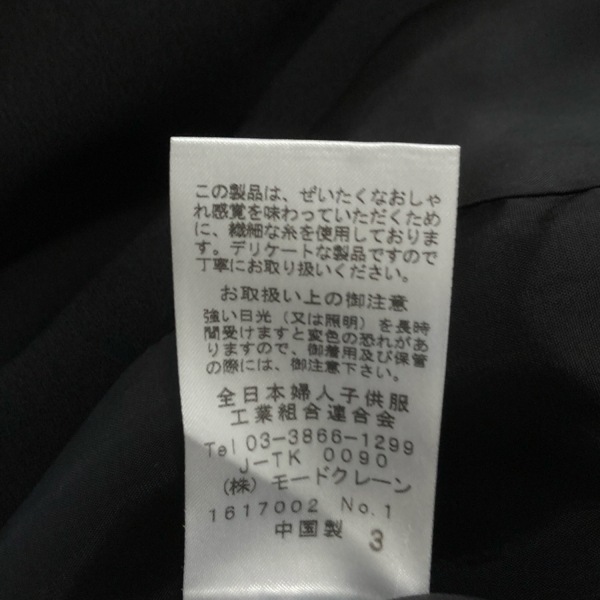 この製品は、ぜいたくなおしゃ
れ感覚を味わっていただくため
に、繊細な糸を使用しておりま
す。デリケートな製品ですので
丁寧にお取り扱いください。
お取扱い上の御注意
強い日光（又は照明）を長時
間受けますと変色の恐れがあ
りますので、御着用及び保管
の際には、御注意下さい。
全日本婦人子供服
工業組合連合会
Tel 03-3866-1299
J-TK 0090
（株）モードクレーン
1617002 No.1
中国製 3